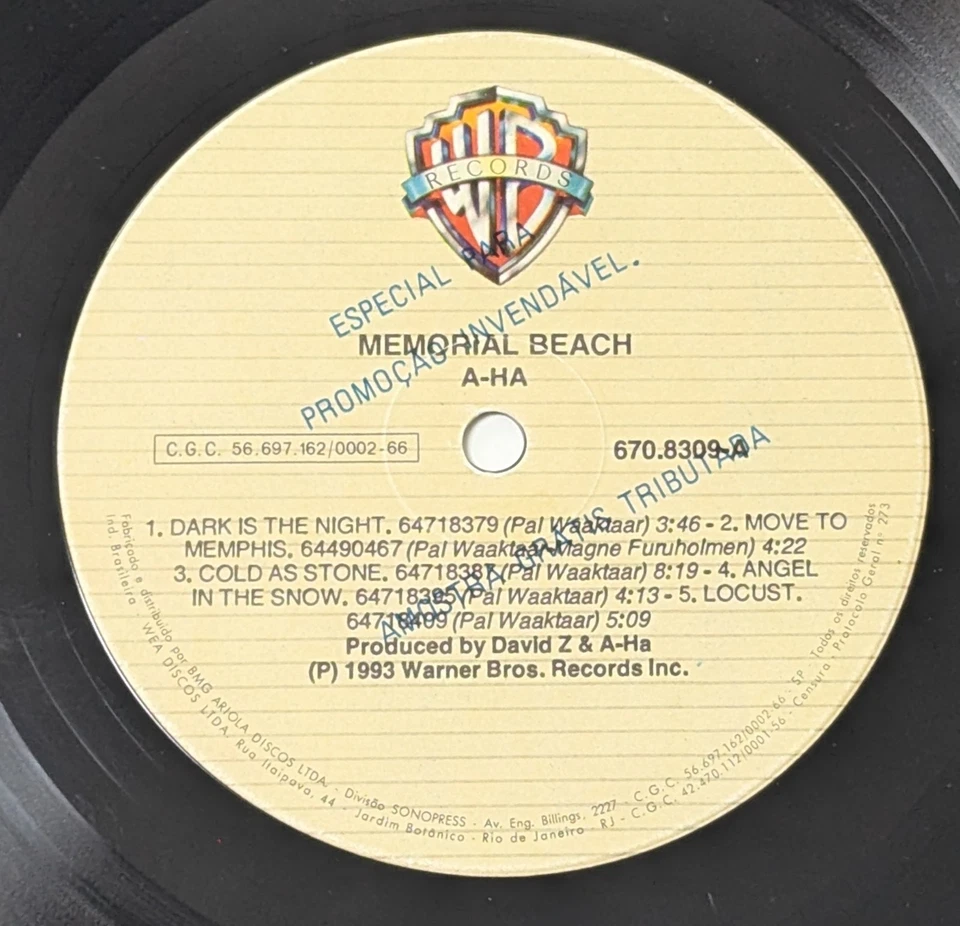 WB
RECORDS
ESPECIAL PARA
PROMOÇÃO INVENDÁVEL.
MEMORIAL BEACH
A-HA
C.G.C. 56.697.162/0002-66
670.8309-A
AMOSTRA GRÁTIS TRIBUTADA
1. DARK IS THE NIGHT. 64718379 (Pal Waaktaar) 3:46 - 2. MOVE TO
MEMPHIS. 64490467 (Pal Waaktaar-Magne Furuholmen) 4:22
3. COLD AS STONE. 64718387 (Pal Waaktaar) 8:19 - 4. ANGEL
IN THE SNOW. 64718395 (Pal Waaktaar) 4:13 - 5. LOCUST.
64718409 (Pal Waaktaar) 5:09
Produced by David Z & A-Ha
(P) 1993 Warner Bros. Records Inc.
Fabricado e distribuído por BMG ARIOLA DISCOS LTDA. - Divisão SONOPRESS - Av. Eng. Billings, 2227 - C.G.C. 56.697.162/0002-66 - SP - Todos os direitos reservados
Ind. Brasileira - WEA DISCOS LTDA. Rua Itaipava, 44 - Jardim Botânico - Rio de Janeiro - RJ - C.G.C. 42.470.112/0001-56 - Censura - Protocolo Geral nº 273